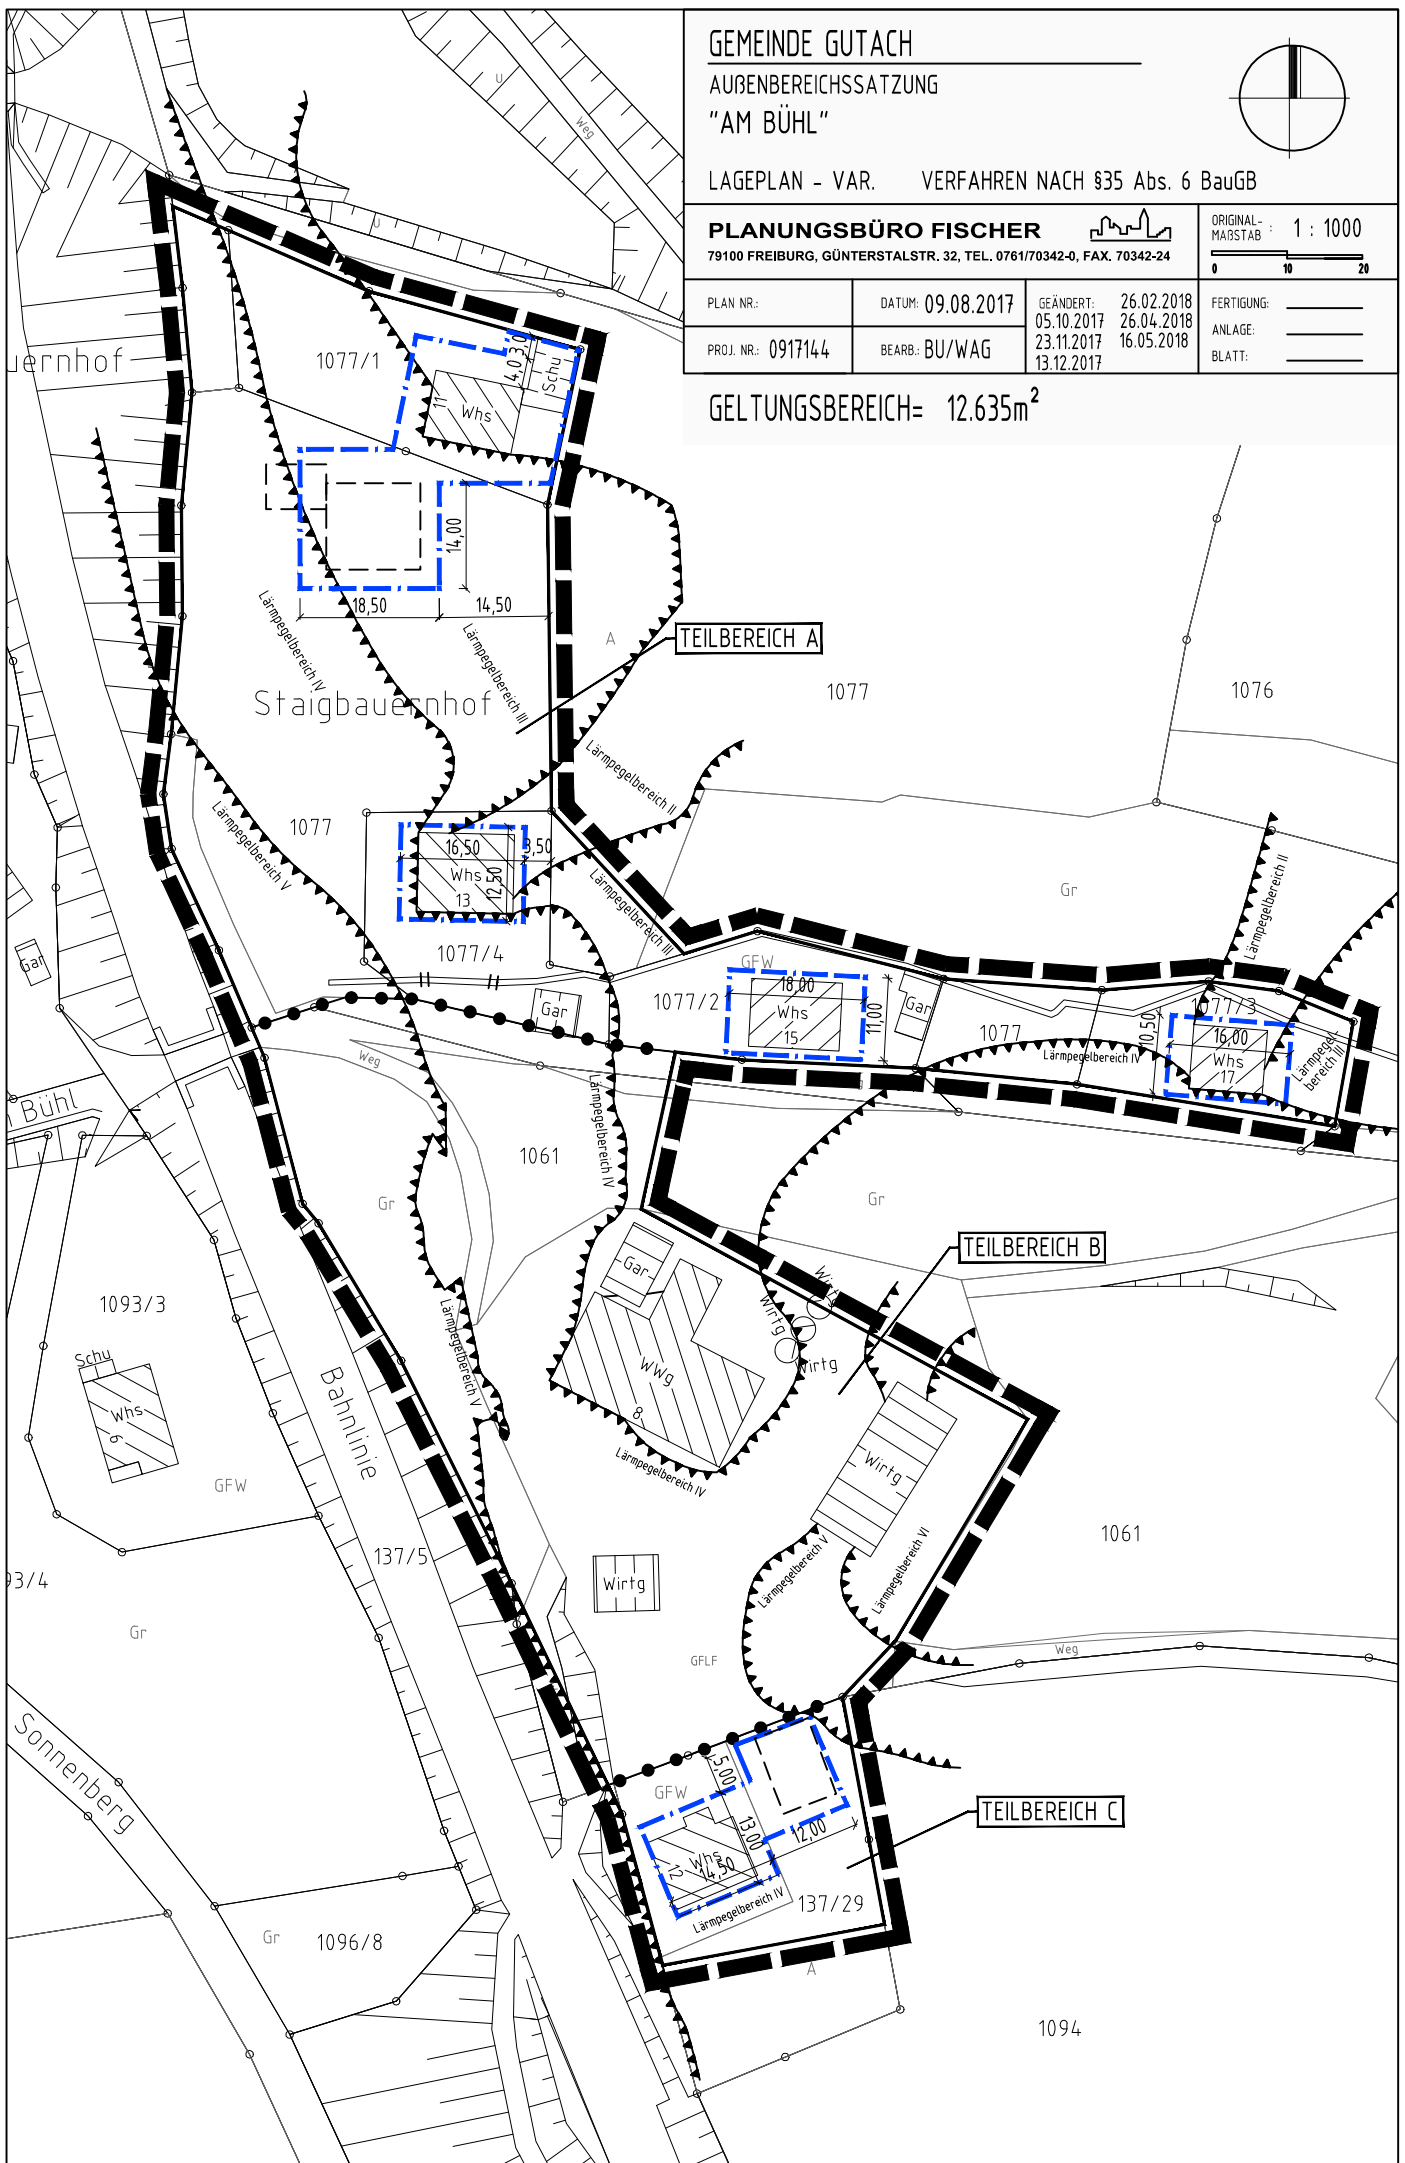 GEMEINDE GUTACH
AUßENBEREICHSSATZUNG
"AM BÜHL"
LAGEPLAN - VAR. VERFAHREN NACH §35 Abs. 6 BauGB
PLANUNGSBÜRO FISCHER
79100 FREIBURG, GÜNTERSTALSTR. 32, TEL. 0761/70342-0, FAX. 70342-24
ORIGINAL-
MAßSTAB : 1 : 1000
0 10 20
PLAN NR.:
DATUM: 09.08.2017
GEÄNDERT: 26.02.2018
05.10.2017 26.04.2018
23.11.2017 16.05.2018
13.12.2017
FERTIGUNG:
ANLAGE:
BLATT:
PROJ. NR.: 0917144
BEARB.: BU/WAG
GELTUNGSBEREICH= 12.635m²
U
Weg
U
uernhof
1077/1
4,0
3,0
Schu
11
Whs
14,00
18,50
14,50
Lärmpegelbereich IV
Lärmpegelbereich III
A
TEILBEREICH A
Staigbauernhof
1077
1076
Lärmpegelbereich II
Lärmpegelbereich V
1077
16,50
3,50
Whs
12,50
13
1077/4
Lärmpegelbereich III
Gr
Lärmpegelbereich II
Gar
GFW
1077/2
18,00
Whs
15
11,00
Gar
1077
1077/3
10,50
16,00
Whs
17
Lärmpegel-
bereich III
Lärmpegelbereich IV
Gar
Weg
n Bühl
Lärmpegelbereich IV
1061
Gr
Gr
TEILBEREICH B
Gar
Wirtg
Wirtg
Wirtg
1093/3
Schu
Whs
6
Bahnlinie
Lärmpegelbereich V
WWg
8
Lärmpegelbereich IV
Wirtg
GFW
137/5
1061
Lärmpegelbereich V
Lärmpegelbereich VI
93/4
Wirtg
Gr
GFLF
Weg
Sonnenberg
GFW
5,00
13,00
12,00
TEILBEREICH C
Whs
12
14,50
Lärmpegelbereich IV
137/29
Gr
1096/8
A
1094